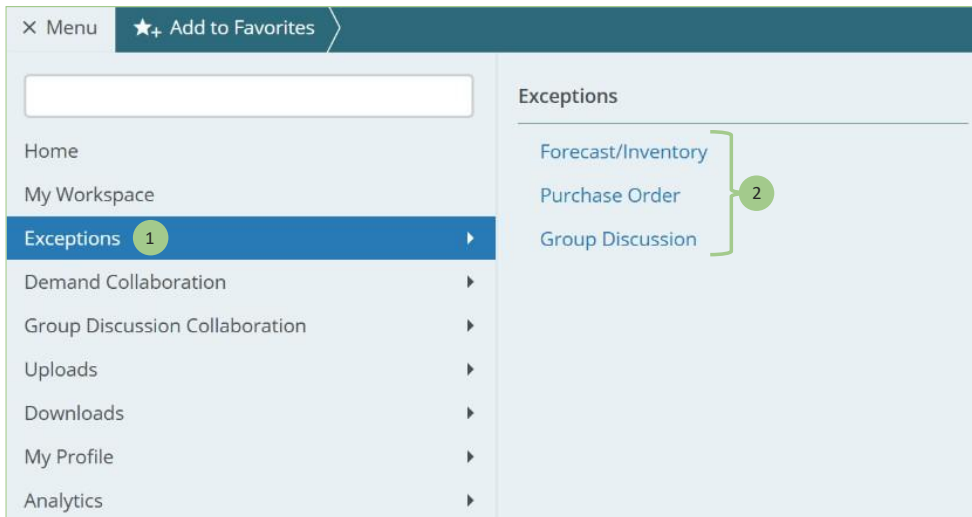 × Menu ★+ Add to Favorites
Home
My Workspace
Exceptions 1
Demand Collaboration
Group Discussion Collaboration
Uploads
Downloads
My Profile
Analytics
Exceptions
Forecast/Inventory
Purchase Order
Group Discussion
2